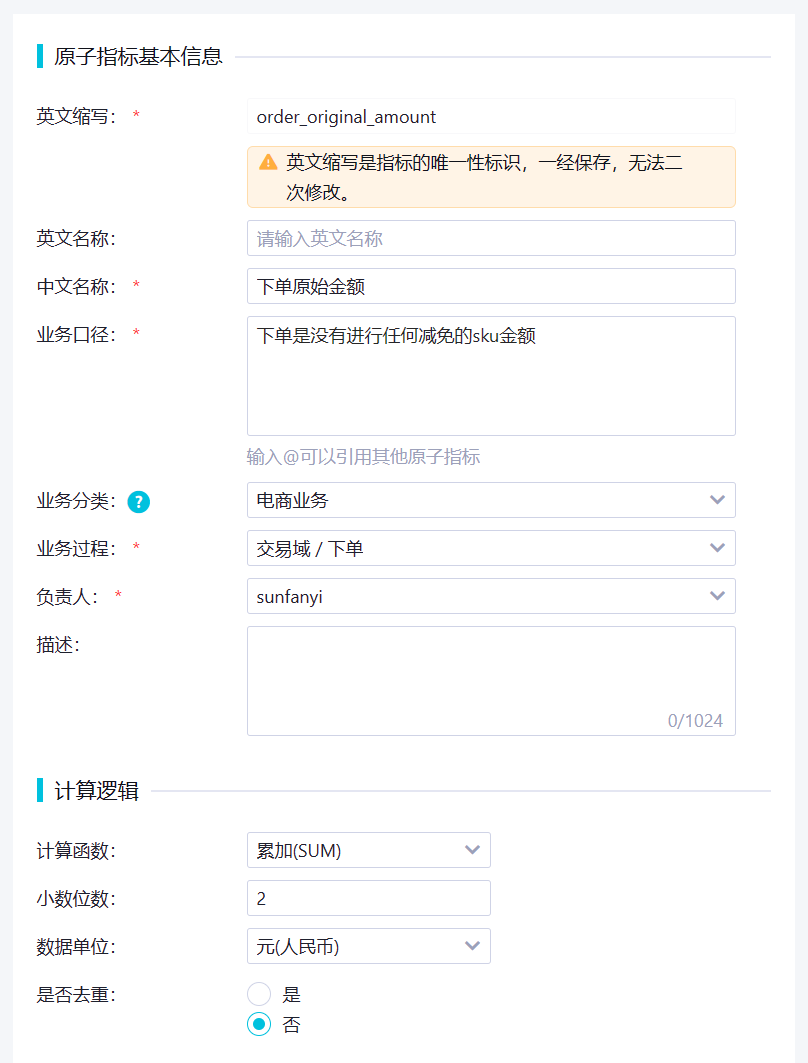 原子指标基本信息
英文缩写： * order_original_amount
英文缩写是指标的唯一性标识，一经保存，无法二
次修改。
英文名称： 请输入英文名称
中文名称： * 下单原始金额
业务口径： * 下单是没有进行任何减免的sku金额
输入@可以引用其他原子指标
业务分类： ? 电商业务
业务过程： * 交易域 / 下单
负责人： * sunfanyi
描述：
0/1024
计算逻辑
计算函数： 累加(SUM)
小数位数： 2
数据单位： 元(人民币)
是否去重： 是
否